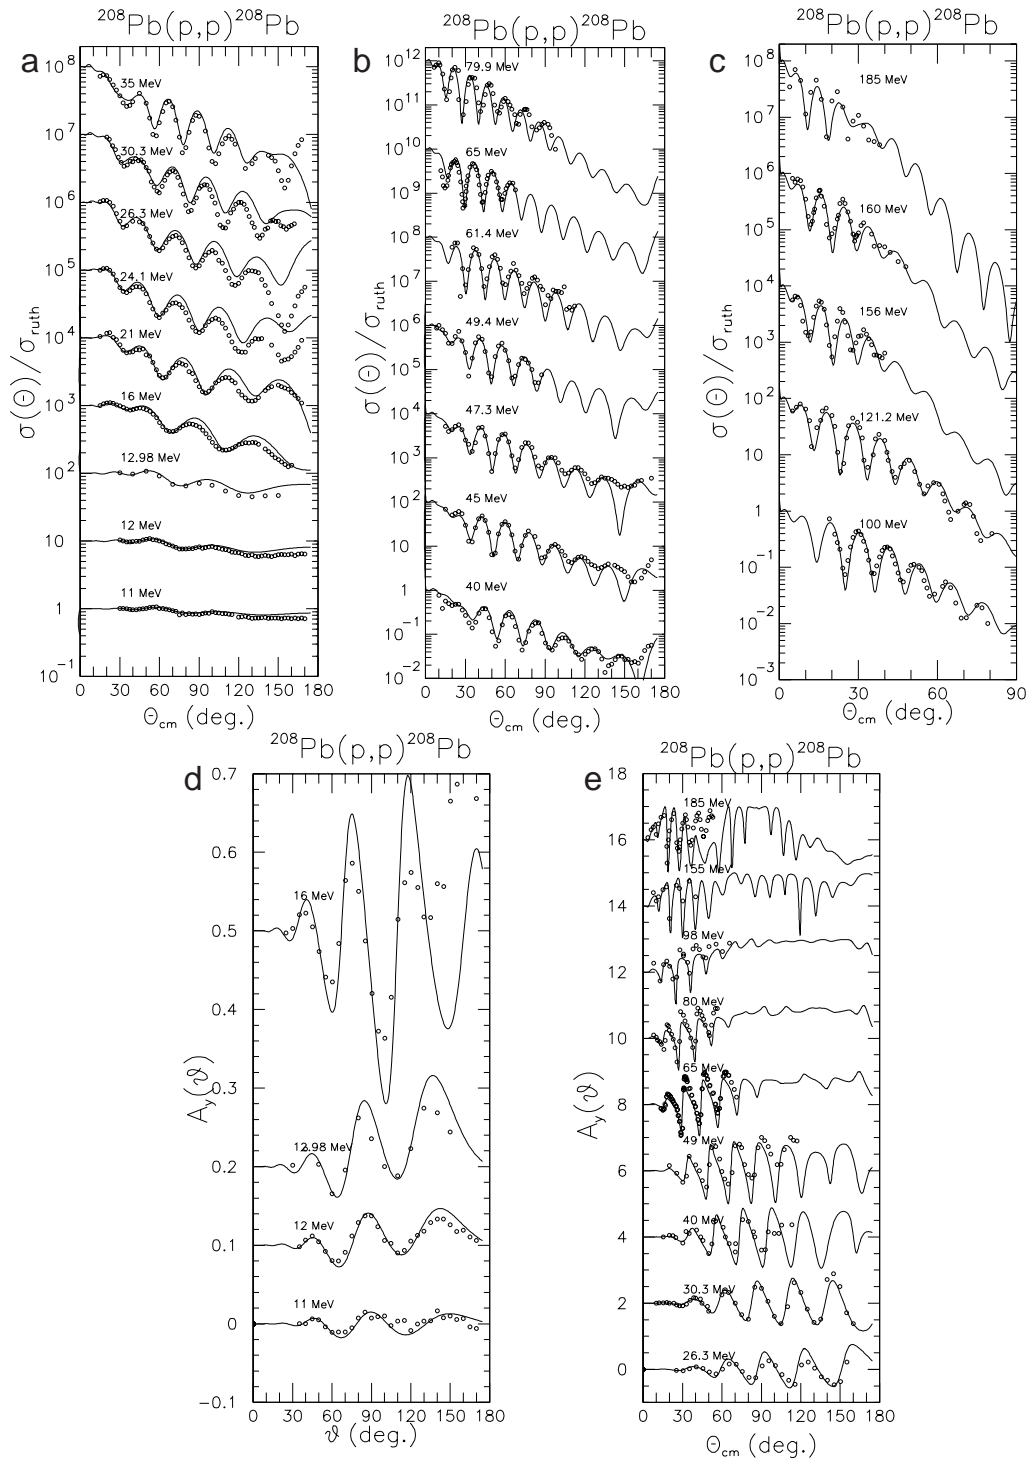 a
²⁰⁸Pb(p,p)²⁰⁸Pb
σ(Θ)/σ_ruth
10⁸
10⁷
10⁶
10⁵
10⁴
10³
10²
10
1
10⁻¹
35 MeV
30.3 MeV
26.3 MeV
24.1 MeV
21 MeV
16 MeV
12.98 MeV
12 MeV
11 MeV
0 30 60 90 120 150 180
Θ_cm (deg.)
b
²⁰⁸Pb(p,p)²⁰⁸Pb
σ(Θ)/σ_ruth
10¹²
10¹¹
10¹⁰
10⁹
10⁸
10⁷
10⁶
10⁵
10⁴
10³
10²
10
1
10⁻¹
10⁻²
79.9 MeV
65 MeV
61.4 MeV
49.4 MeV
47.3 MeV
45 MeV
40 MeV
0 30 60 90 120 150 180
Θ_cm (deg.)
c
²⁰⁸Pb(p,p)²⁰⁸Pb
σ(Θ)/σ_ruth
10⁸
10⁷
10⁶
10⁵
10⁴
10³
10²
10
1
10⁻¹
10⁻²
10⁻³
185 MeV
160 MeV
156 MeV
121.2 MeV
100 MeV
0 30 60 90
Θ_cm (deg.)
d
²⁰⁸Pb(p,p)²⁰⁸Pb
A_y(ϑ)
0.7
0.6
0.5
0.4
0.3
0.2
0.1
0
-0.1
16 MeV
12.98 MeV
12 MeV
11 MeV
0 30 60 90 120 150 180
ϑ (deg.)
e
²⁰⁸Pb(p,p)²⁰⁸Pb
A_y(ϑ)
18
16
14
12
10
8
6
4
2
0
185 MeV
155 MeV
98 MeV
80 MeV
65 MeV
49 MeV
40 MeV
30.3 MeV
26.3 MeV
0 30 60 90 120 150 180
Θ_cm (deg.)